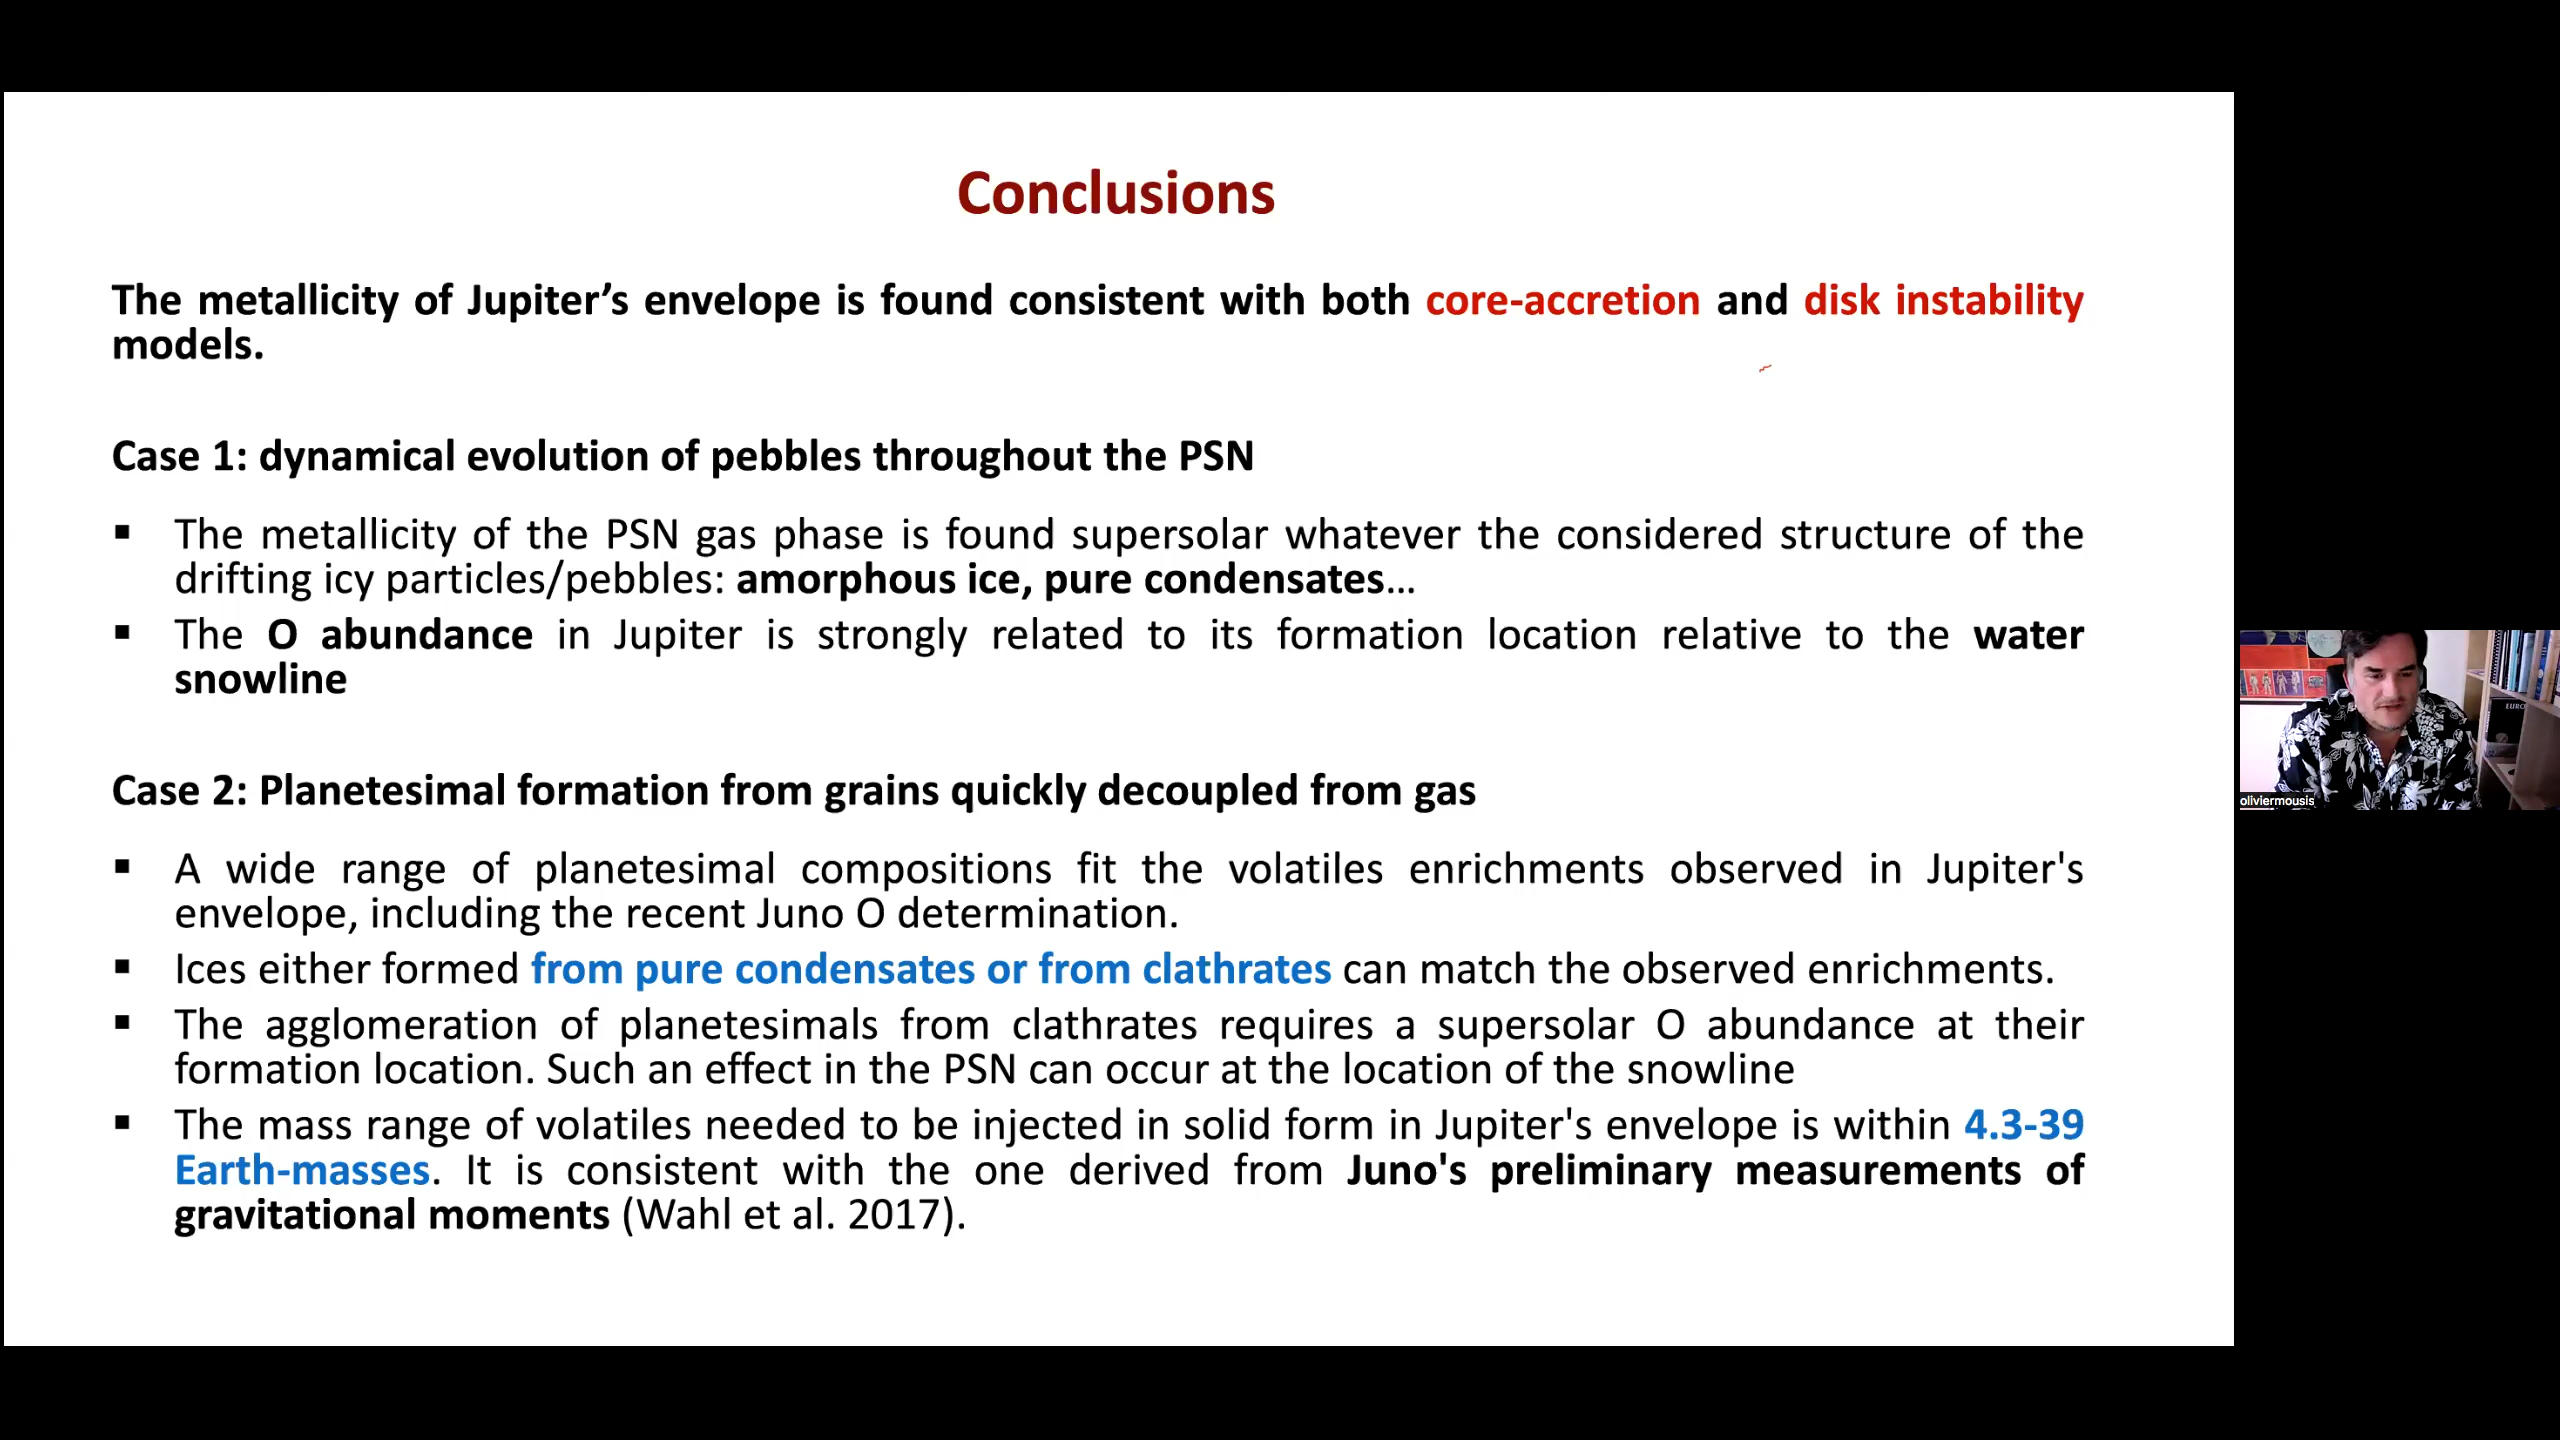 Conclusions
The metallicity of Jupiter’s envelope is found consistent with both core-accretion and disk instability
models.
Case 1: dynamical evolution of pebbles throughout the PSN
▪ The metallicity of the PSN gas phase is found supersolar whatever the considered structure of the
drifting icy particles/pebbles: amorphous ice, pure condensates…
▪ The O abundance in Jupiter is strongly related to its formation location relative to the water
snowline
Case 2: Planetesimal formation from grains quickly decoupled from gas
▪ A wide range of planetesimal compositions fit the volatiles enrichments observed in Jupiter's
envelope, including the recent Juno O determination.
▪ Ices either formed from pure condensates or from clathrates can match the observed enrichments.
▪ The agglomeration of planetesimals from clathrates requires a supersolar O abundance at their
formation location. Such an effect in the PSN can occur at the location of the snowline
▪ The mass range of volatiles needed to be injected in solid form in Jupiter's envelope is within 4.3-39
Earth-masses. It is consistent with the one derived from Juno's preliminary measurements of
gravitational moments (Wahl et al. 2017).
EURO
oliviermousis